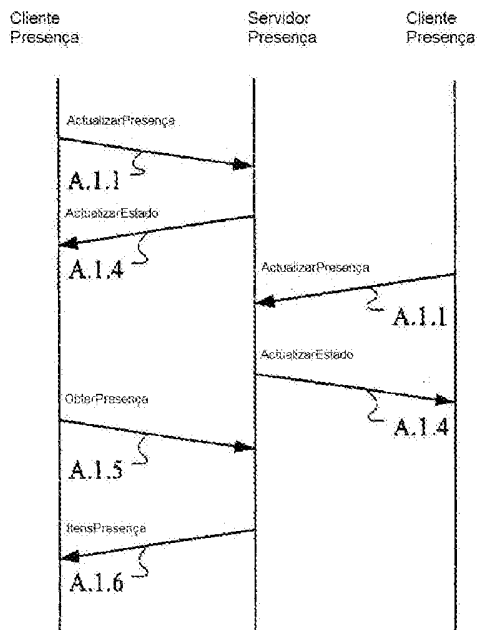 Cliente
Presença
Servidor
Presença
Cliente
Presença
ActualizarPresença
A.1.1
ActualizarEstado
A.1.4
ActualizarPresença
A.1.1
ActualizarEstado
A.1.4
ObterPresença
A.1.5
ItensPresença
A.1.6